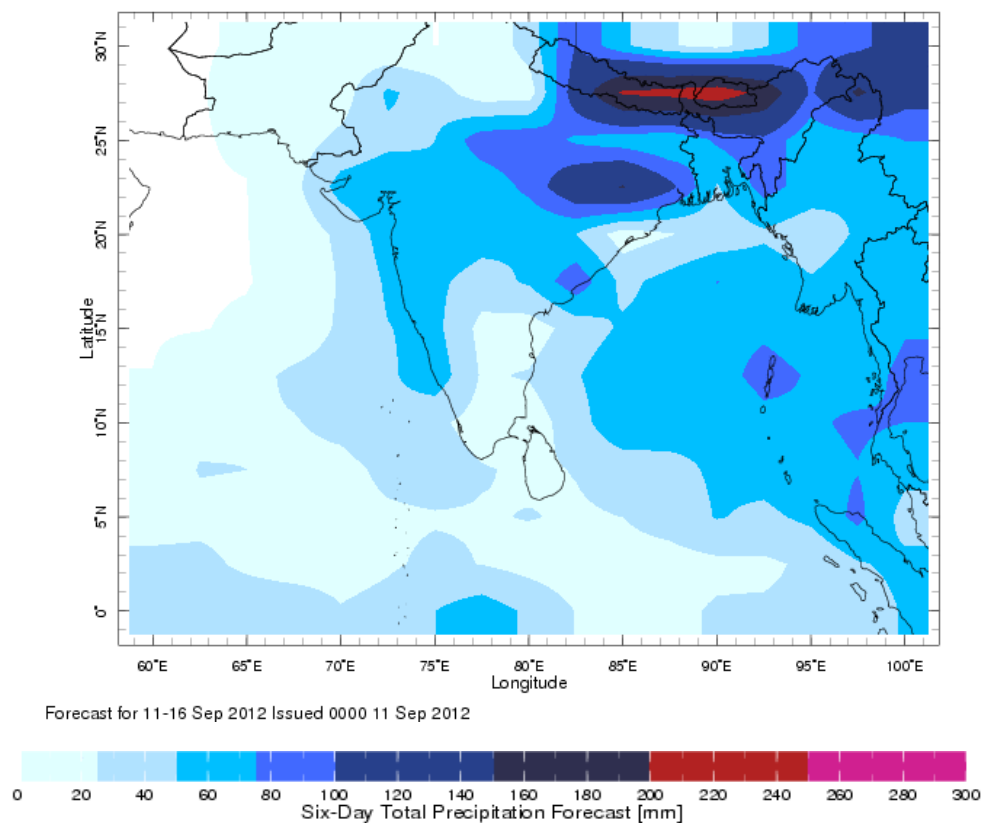 30°N
25°N
20°N
15°N
10°N
5°N
0°
Latitude
60°E 65°E 70°E 75°E 80°E 85°E 90°E 95°E 100°E
Longitude
Forecast for 11-16 Sep 2012 Issued 0000 11 Sep 2012
0 20 40 60 80 100 120 140 160 180 200 220 240 260 280 300
Six-Day Total Precipitation Forecast [mm]